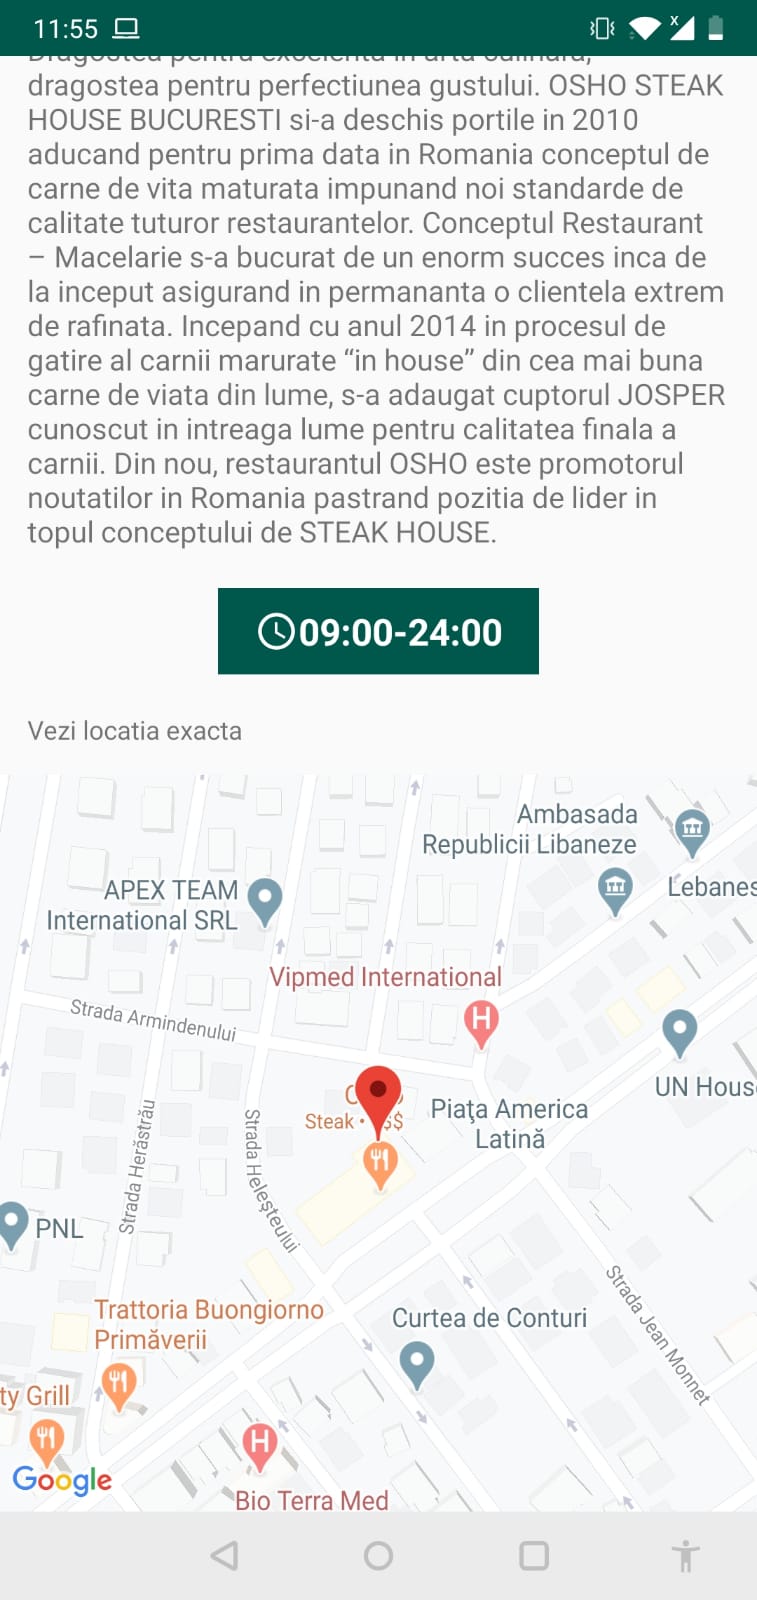 11:55
Dragostea pentru excelenta in arta culinara,
dragostea pentru perfectiunea gustului. OSHO STEAK
HOUSE BUCURESTI si-a deschis portile in 2010
aducand pentru prima data in Romania conceptul de
carne de vita maturata impunand noi standarde de
calitate tuturor restaurantelor. Conceptul Restaurant
– Macelarie s-a bucurat de un enorm succes inca de
la inceput asigurand in permananta o clientela extrem
de rafinata. Incepand cu anul 2014 in procesul de
gatire al carnii marurate “in house” din cea mai buna
carne de viata din lume, s-a adaugat cuptorul JOSPER
cunoscut in intreaga lume pentru calitatea finala a
carnii. Din nou, restaurantul OSHO este promotorul
noutatilor in Romania pastrand pozitia de lider in
topul conceptului de STEAK HOUSE.
09:00-24:00
Vezi locatia exacta
Ambasada
Republicii Libaneze
Lebanes
APEX TEAM
International SRL
Vipmed International
H
Strada Armindenului
UN Hous
Steak •
$
Piaţa America
Latină
Strada Herăstrău
Strada Heleşteului
PNL
Strada Jean Monnet
Trattoria Buongiorno
Primăverii
Curtea de Conturi
ty Grill
H
Google
Bio Terra Med